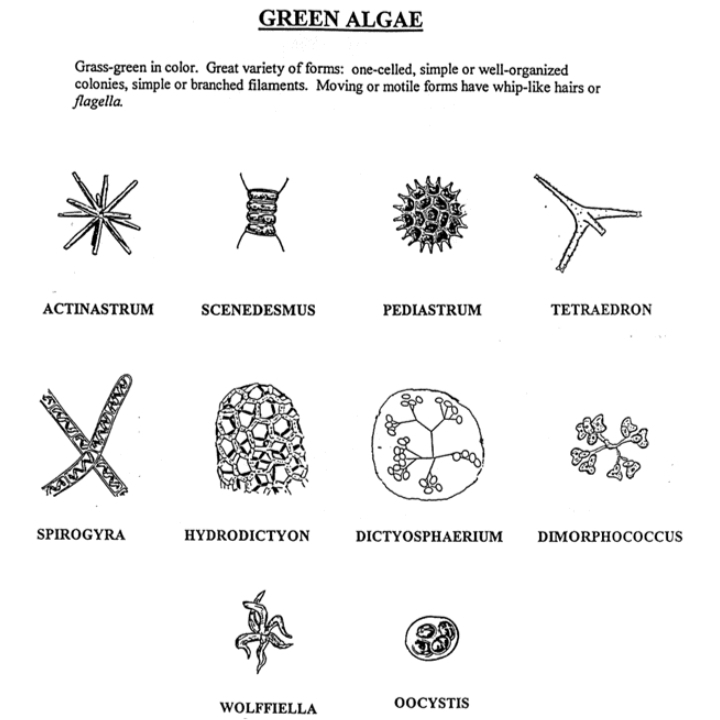 GREEN ALGAE
Grass-green in color. Great variety of forms: one-celled, simple or well-organized
colonies, simple or branched filaments. Moving or motile forms have whip-like hairs or
flagella.
ACTINASTRUM SCENEDESMUS PEDIASTRUM TETRAEDRON
SPIROGYRA HYDRODICTYON DICTYOSPHAERIUM DIMORPHOCOCCUS
WOLFFIELLA OOCYSTIS